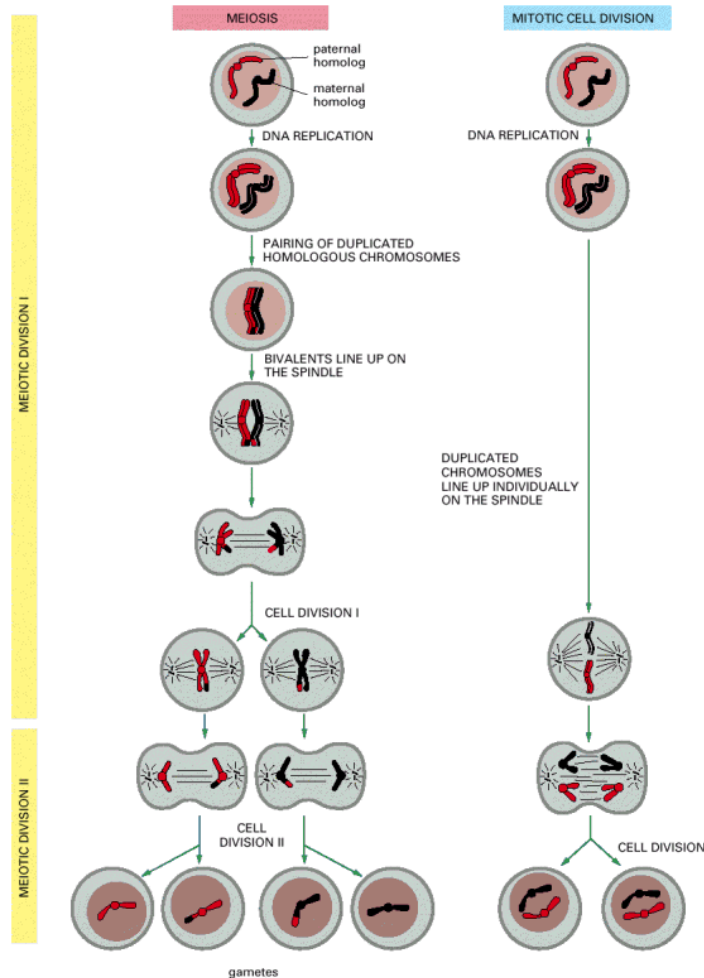 MEIOSIS
MITOTIC CELL DIVISION
paternal
homolog
maternal
homolog
DNA REPLICATION
DNA REPLICATION
PAIRING OF DUPLICATED
HOMOLOGOUS CHROMOSOMES
MEIOTIC DIVISION I
BIVALENTS LINE UP ON
THE SPINDLE
DUPLICATED
CHROMOSOMES
LINE UP INDIVIDUALLY
ON THE SPINDLE
CELL DIVISION I
MEIOTIC DIVISION II
CELL
DIVISION II
CELL DIVISION
gametes